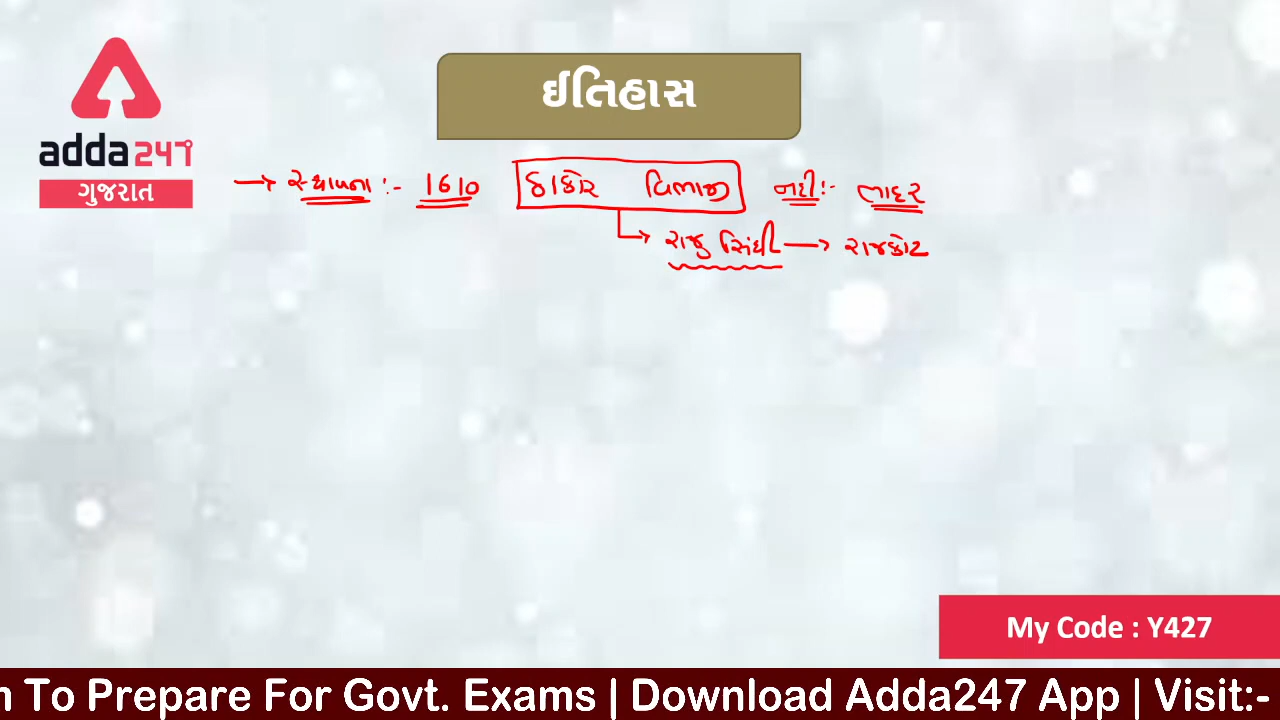 ઈતિહાસ
adda247
ગુજરાત
→ સ્થાપના :- 1610 ઠાકોર વિભાજી નદી :- ભાદર
→ રાજુ સિંધી → રાજકોટ
My Code : Y427
n To Prepare For Govt. Exams | Download Adda247 App | Visit:-